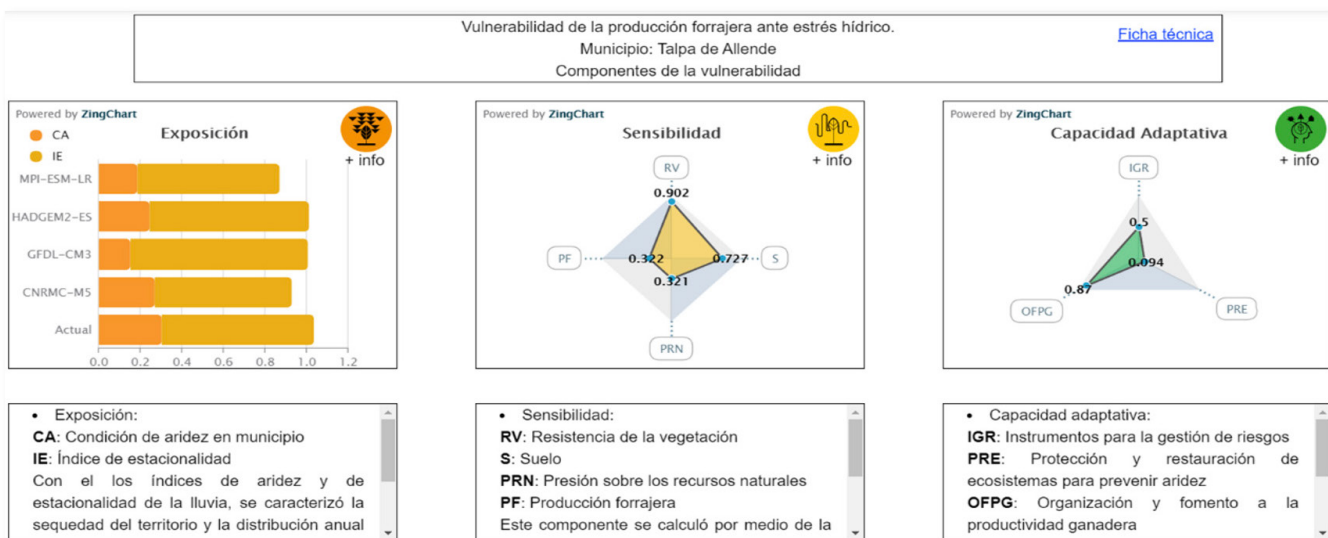 Vulnerabilidad de la producción forrajera ante estrés hídrico.
Municipio: Talpa de Allende
Componentes de la vulnerabilidad
Ficha técnica
Powered by ZingChart
Exposición
CA
IE
+ info
MPI-ESM-LR
HADGEM2-ES
GFDL-CM3
CNRMC-M5
Actual
0.0 0.2 0.4 0.6 0.8 1.0 1.2
Powered by ZingChart
Sensibilidad
+ info
RV
0.902
PF
0.322
0.727
S
0.321
PRN
Powered by ZingChart
Capacidad Adaptativa
+ info
IGR
0.5
0.094
0.87
OFPG
PRE
• Exposición:
CA: Condición de aridez en municipio
IE: Índice de estacionalidad
Con el los índices de aridez y de
estacionalidad de la lluvia, se caracterizó la
sequedad del territorio y la distribución anual
• Sensibilidad:
RV: Resistencia de la vegetación
S: Suelo
PRN: Presión sobre los recursos naturales
PF: Producción forrajera
Este componente se calculó por medio de la
• Capacidad adaptativa:
IGR: Instrumentos para la gestión de riesgos
PRE: Protección y restauración de
ecosistemas para prevenir aridez
OFPG: Organización y fomento a la
productividad ganadera